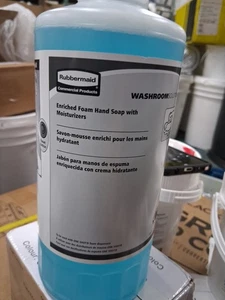 Rubbermaid
Commercial Products
WASHROOM
Enriched Foam Hand Soap with
Moisturizers
Savon-mousse enrichi pour les mains
hydratant
Jabón para manos de espuma
enriquecida con crema hidratante